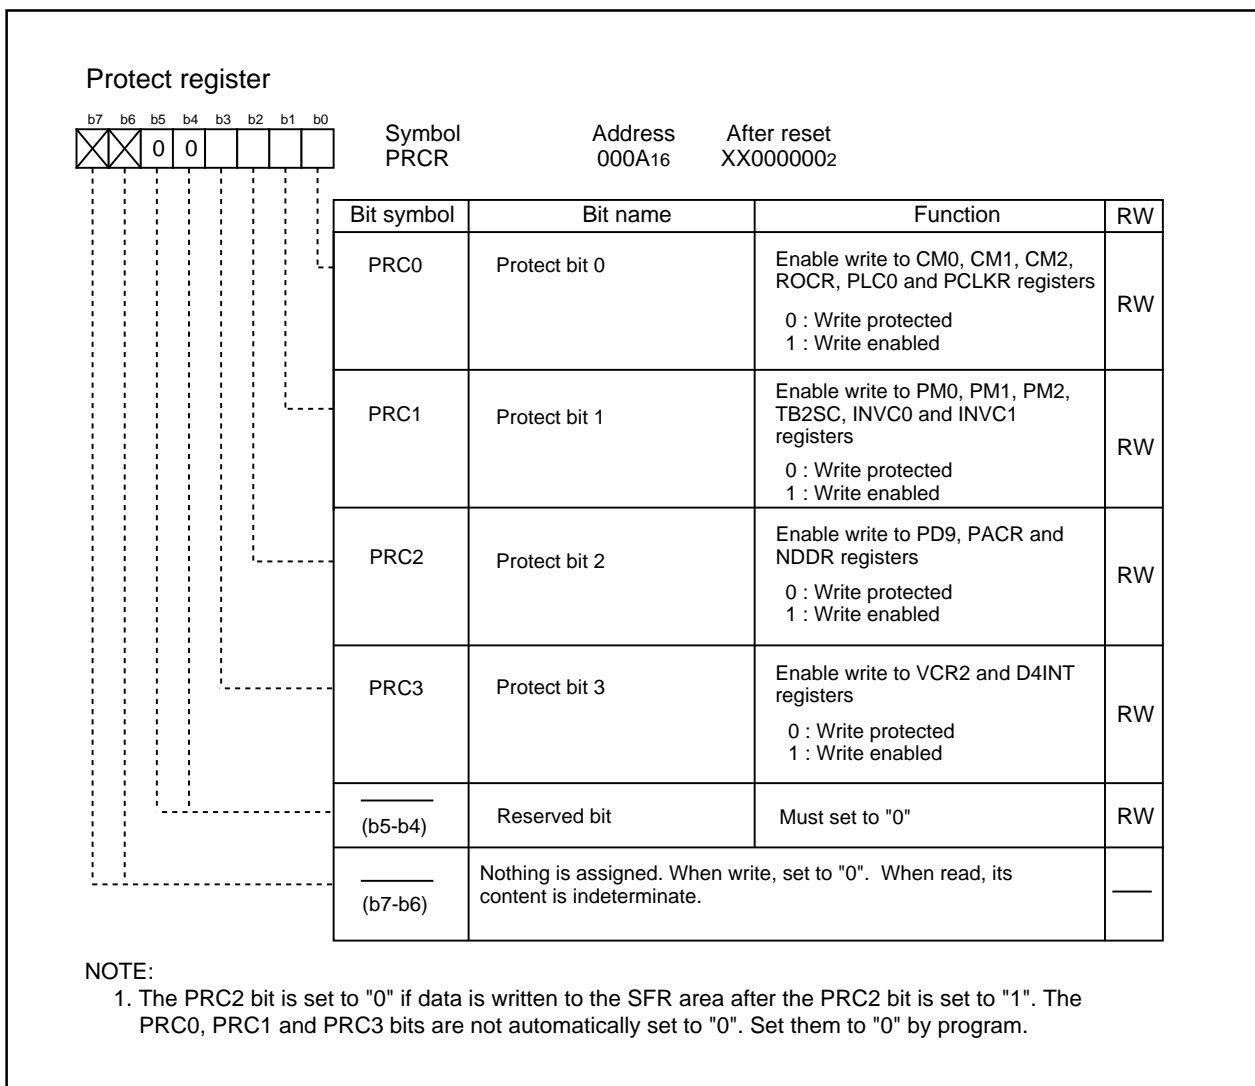 Protect register
b7 b6 b5 b4 b3 b2 b1 b0
0 0
Symbol Address After reset
PRCR 000A16 XX0000002
Bit symbol Bit name Function RW
PRC0 Protect bit 0 Enable write to CM0, CM1, CM2,
ROCR, PLC0 and PCLKR registers
0 : Write protected
1 : Write enabled
RW
PRC1 Protect bit 1 Enable write to PM0, PM1, PM2,
TB2SC, INVC0 and INVC1
registers
0 : Write protected
1 : Write enabled
RW
PRC2 Protect bit 2 Enable write to PD9, PACR and
NDDR registers
0 : Write protected
1 : Write enabled
RW
PRC3 Protect bit 3 Enable write to VCR2 and D4INT
registers
0 : Write protected
1 : Write enabled
RW
(b5-b4) Reserved bit Must set to "0" RW
(b7-b6) Nothing is assigned. When write, set to "0". When read, its
content is indeterminate.
NOTE:
1. The PRC2 bit is set to "0" if data is written to the SFR area after the PRC2 bit is set to "1". The
PRC0, PRC1 and PRC3 bits are not automatically set to "0". Set them to "0" by program.